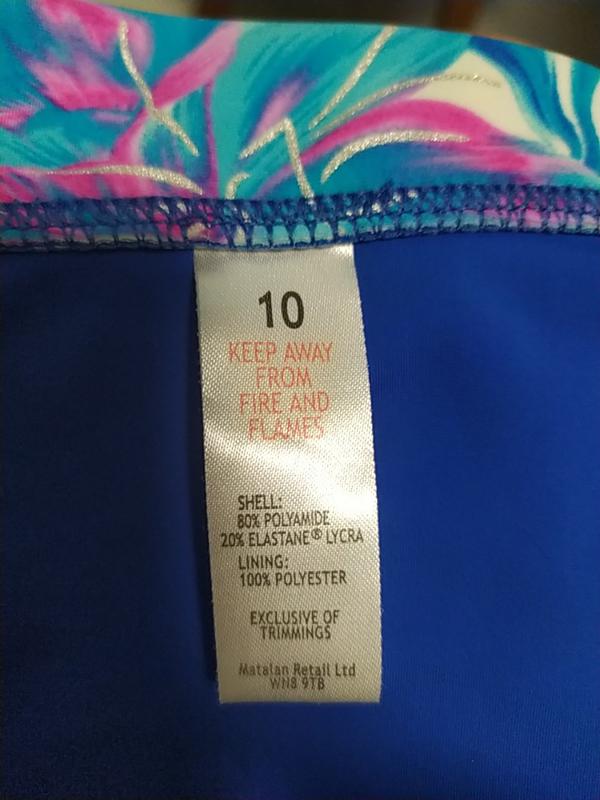 10
KEEP AWAY
FROM
FIRE AND
FLAMES
SHELL:
80% POLYAMIDE
20% ELASTANE® LYCRA
LINING:
100% POLYESTER
EXCLUSIVE OF
TRIMMINGS
Matalan Retail Ltd
WN8 9TB